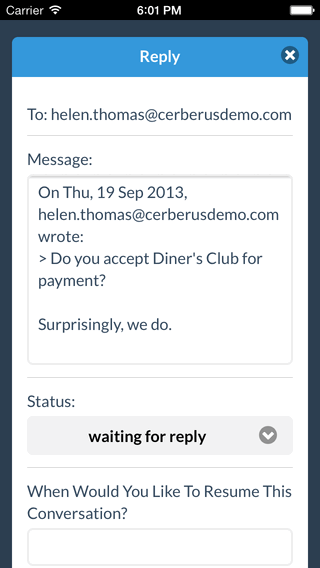 Carrier 6:01 PM
Reply
To: helen.thomas@cerberusdemo.com
Message:
On Thu, 19 Sep 2013,
helen.thomas@cerberusdemo.com
wrote:
> Do you accept Diner's Club for
payment?
Surprisingly, we do.
Status:
waiting for reply
When Would You Like To Resume This
Conversation?